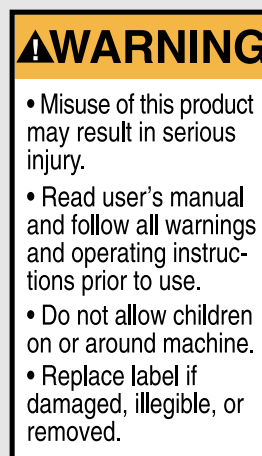 WARNING
• Misuse of this product
may result in serious
injury.
• Read user's manual
and follow all warnings
and operating instruc-
tions prior to use.
• Do not allow children
on or around machine.
• Replace label if
damaged, illegible, or
removed.